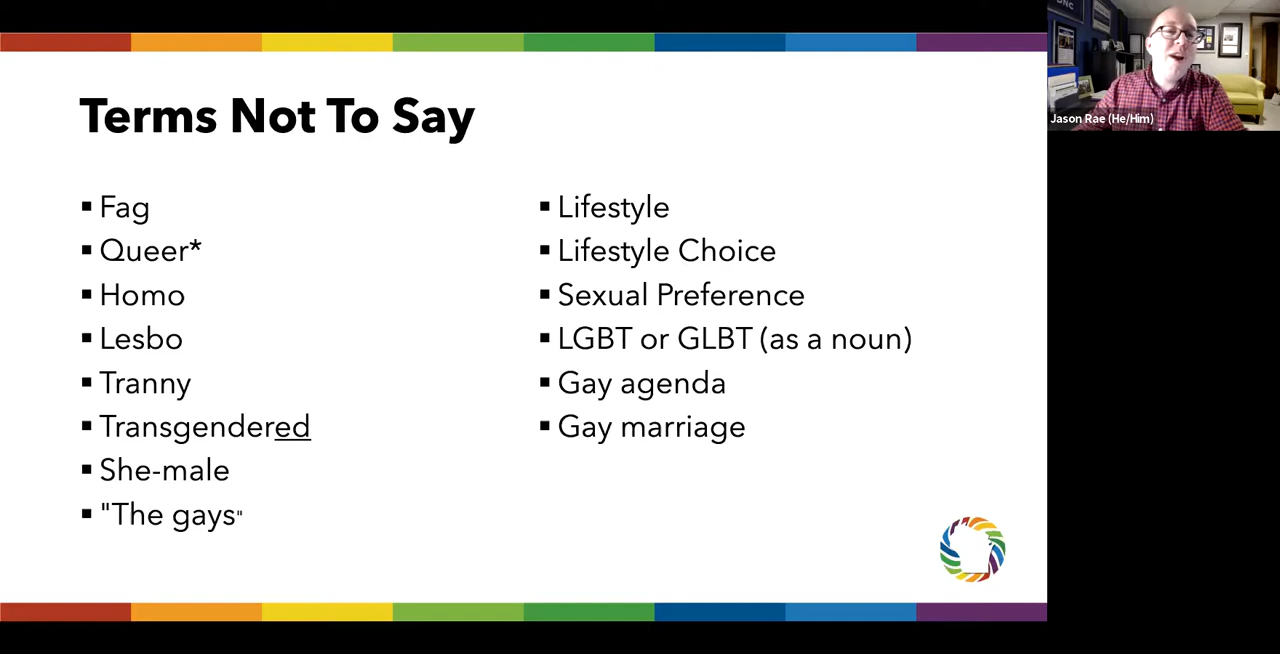 Terms Not To Say
▪ Fag
▪ Queer*
▪ Homo
▪ Lesbo
▪ Tranny
▪ Transgendered
▪ She-male
▪ "The gays"
▪ Lifestyle
▪ Lifestyle Choice
▪ Sexual Preference
▪ LGBT or GLBT (as a noun)
▪ Gay agenda
▪ Gay marriage
Jason Rae (He/Him)